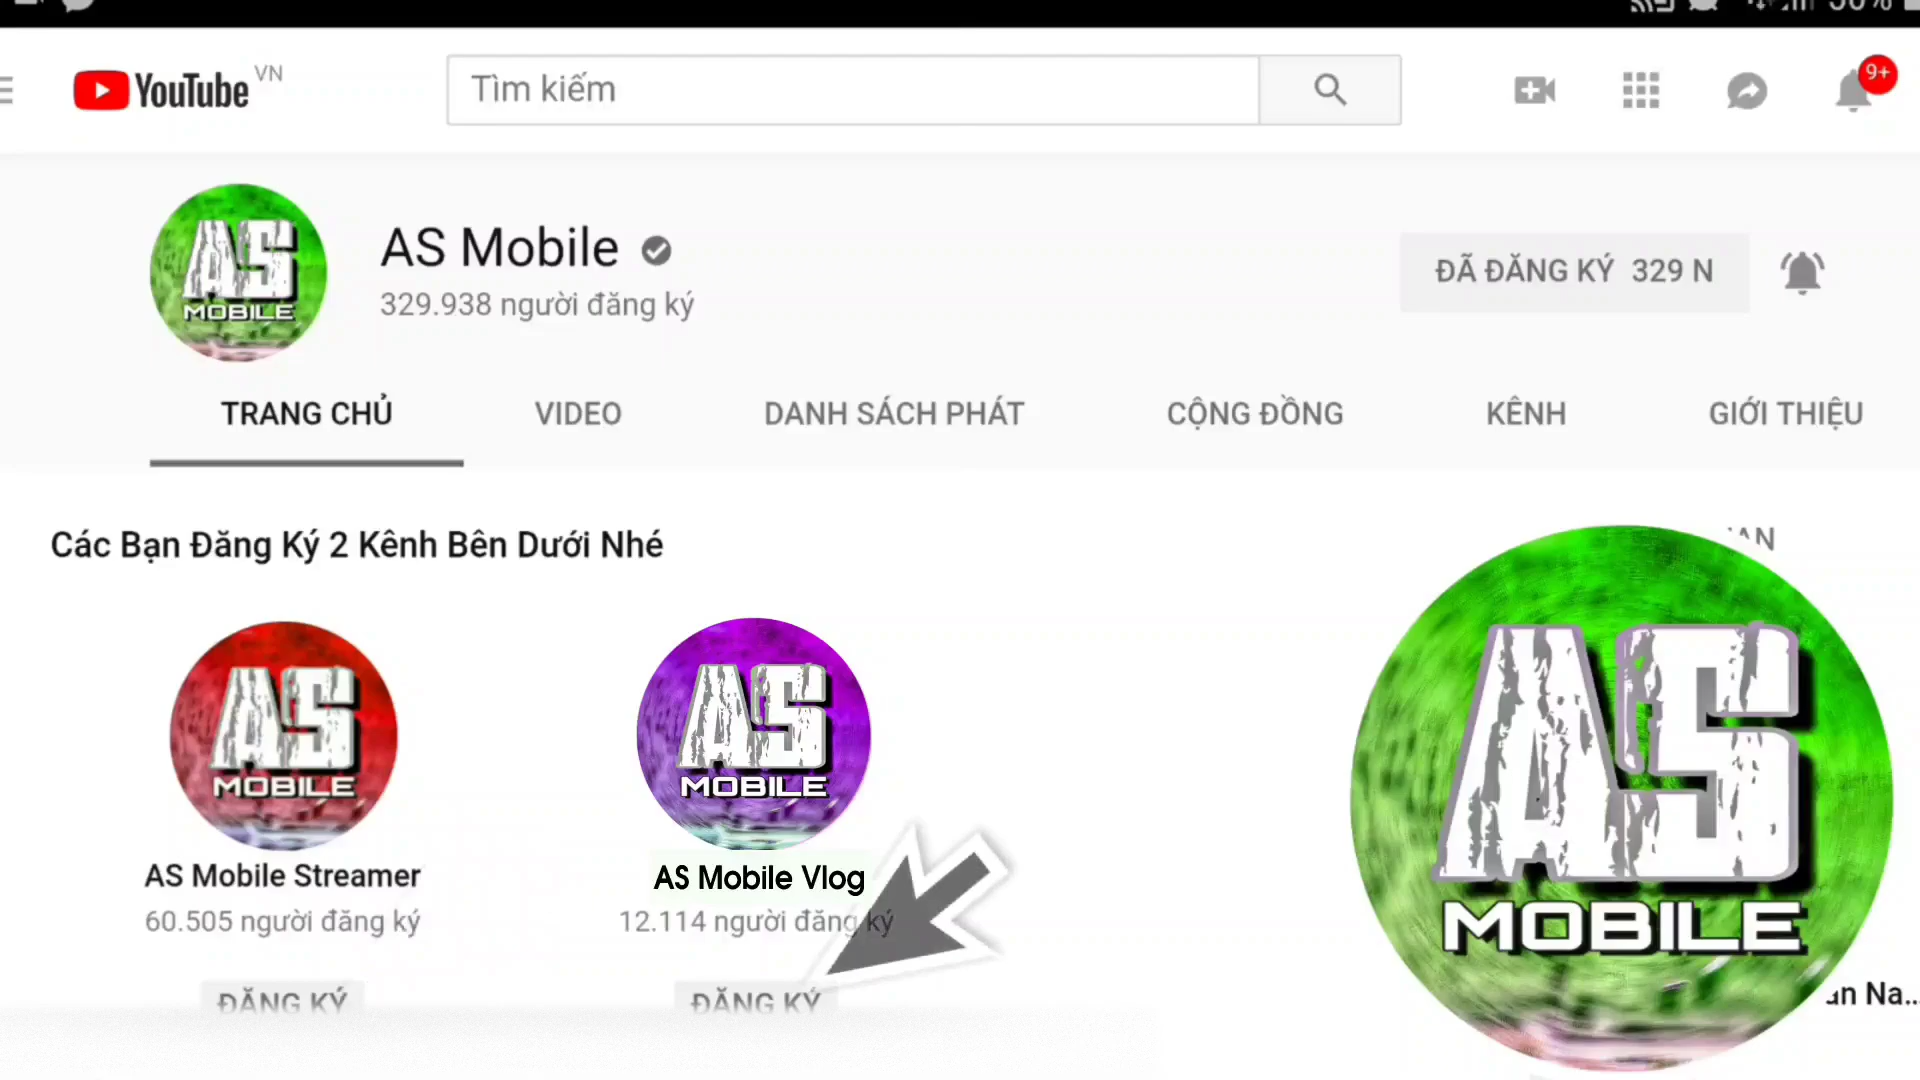 YouTube VN
Tìm kiếm
9+
AS
MOBILE
AS Mobile
329.938 người đăng ký
ĐÃ ĐĂNG KÝ 329 N
TRANG CHỦ
VIDEO
DANH SÁCH PHÁT
CỘNG ĐỒNG
KÊNH
GIỚI THIỆU
Các Bạn Đăng Ký 2 Kênh Bên Dưới Nhé
AS
MOBILE
AS Mobile Streamer
60.505 người đăng ký
ĐĂNG KÝ
AS
MOBILE
AS Mobile Vlog
12.114 người đăng ký
ĐĂNG KÝ
AS
MOBILE